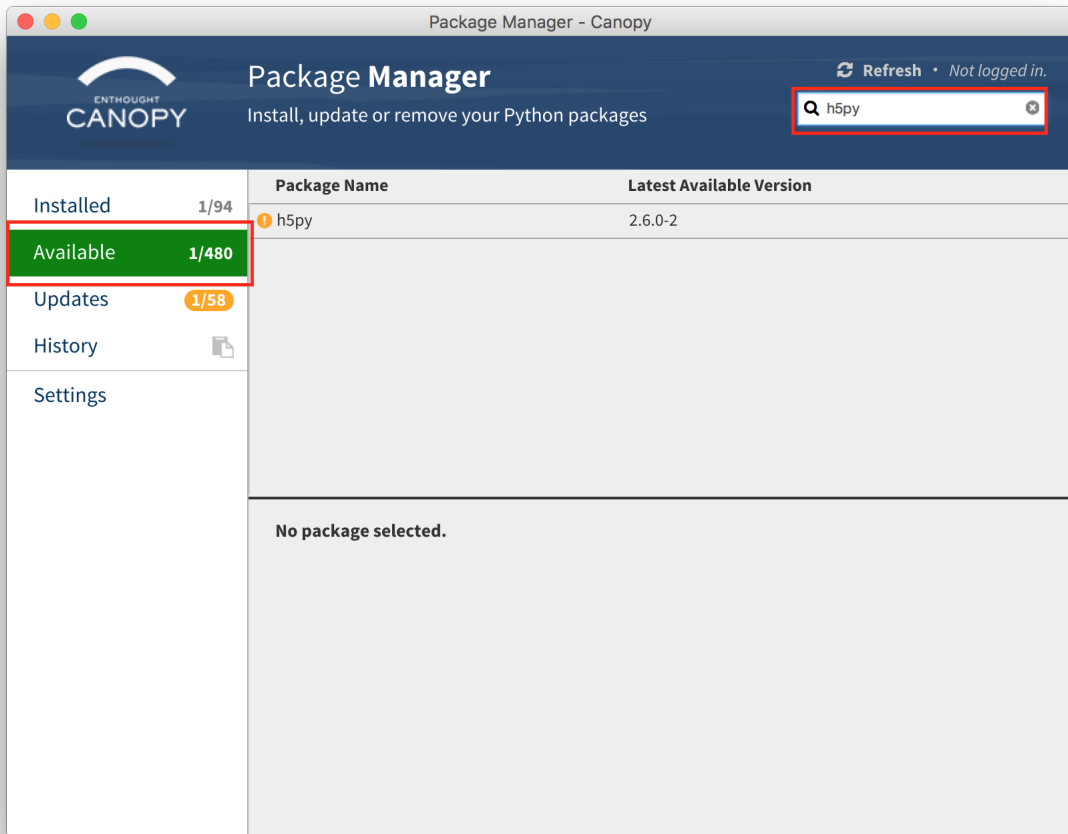 Package Manager - Canopy
ENTHOUGHT
CANOPY
Package Manager
Install, update or remove your Python packages
Refresh • Not logged in.
h5py
Installed 1/94
Available 1/480
Updates 1/58
History
Settings
Package Name Latest Available Version
h5py 2.6.0-2
No package selected.